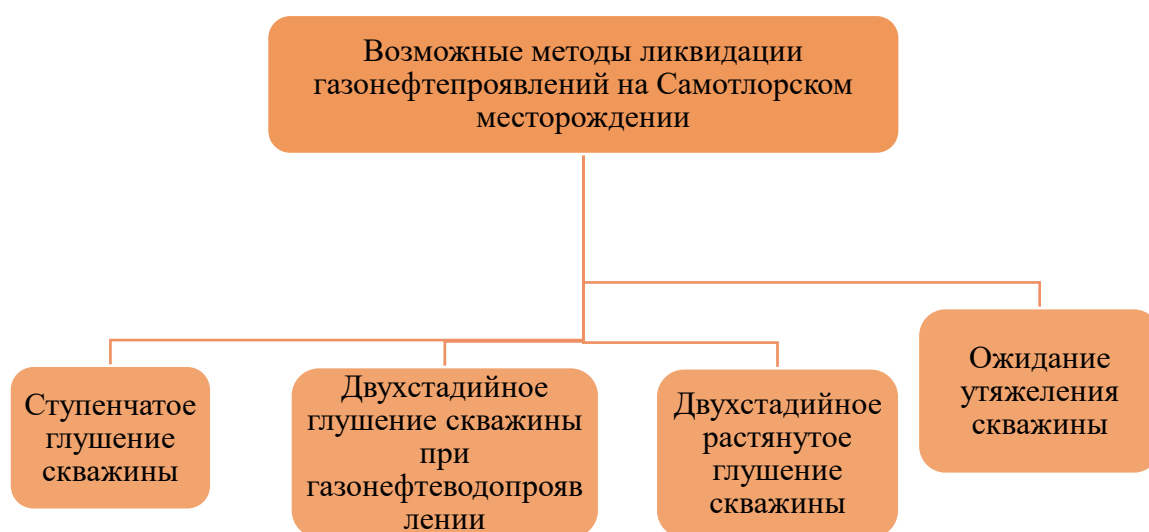 Возможные методы ликвидации
газонефтепроявлений на Самотлорском
месторождении
Ступенчатое
глушение
скважины
Двухстадийное
глушение скважины
при
газонефтеводопрояв
лении
Двухстадийное
растянутое
глушение
скважины
Ожидание
утяжеления
скважины